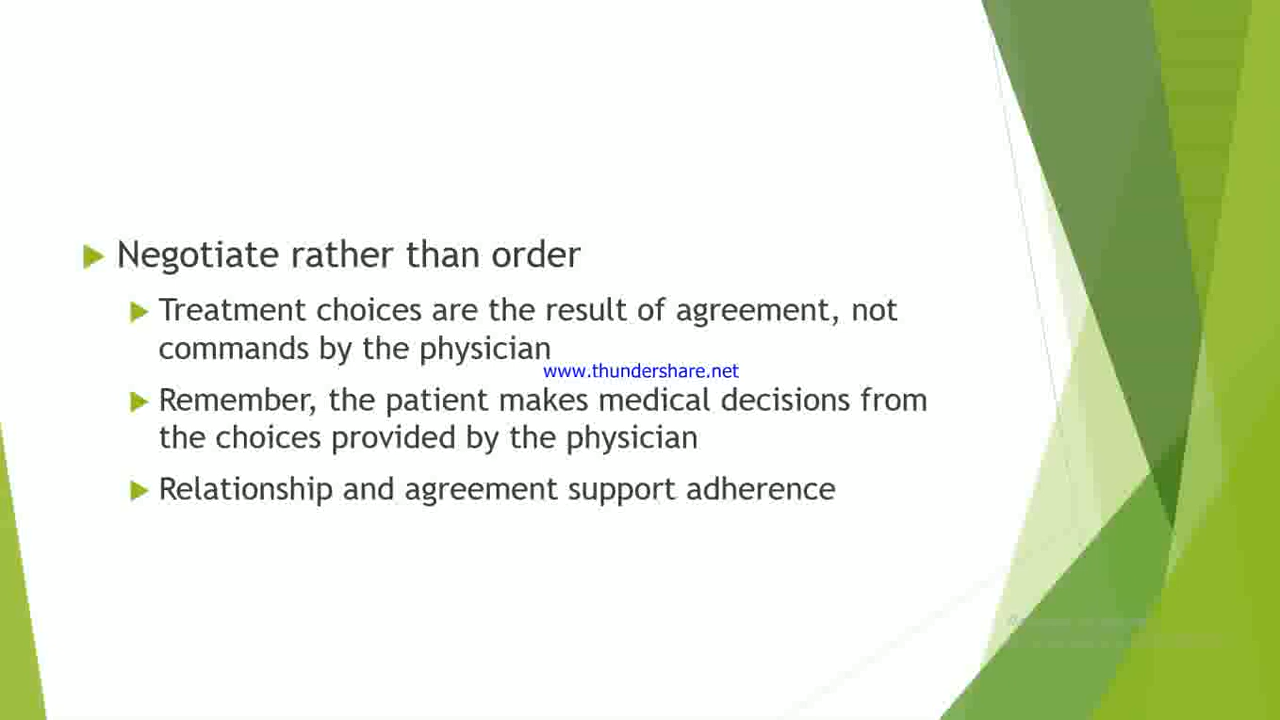 Negotiate rather than order
Treatment choices are the result of agreement, not
commands by the physician
www.thundershare.net
Remember, the patient makes medical decisions from
the choices provided by the physician
Relationship and agreement support adherence